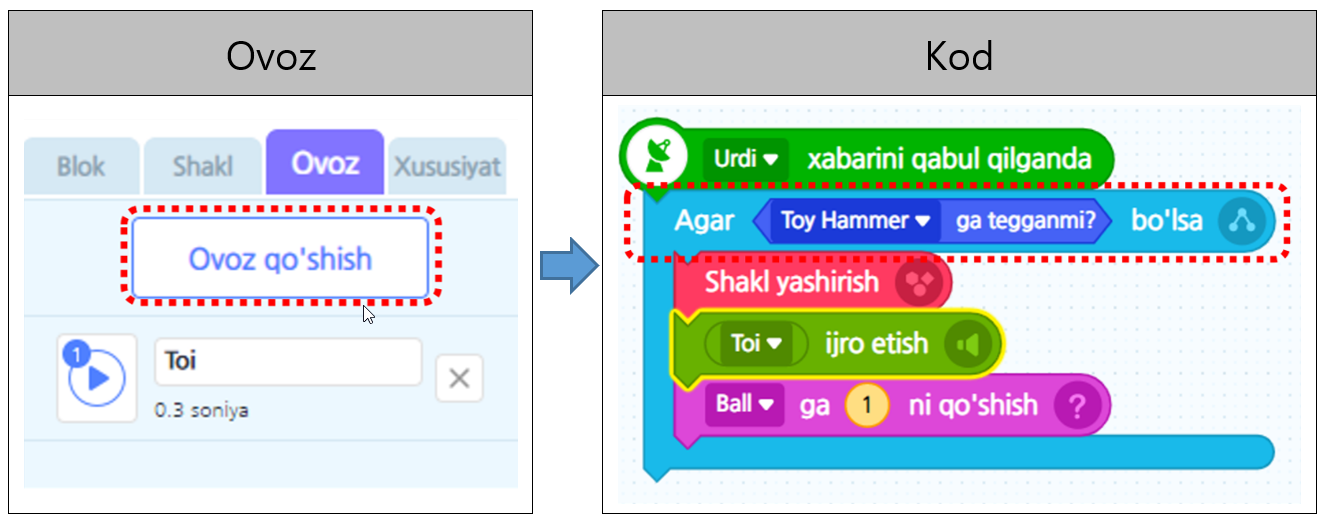 Ovoz
Blok Shakl Ovoz Xususiyat
Ovoz qo'shish
1
Toi
0.3 soniya
Kod
Urdi xabarini qabul qilganda
Agar Toy Hammer ga tegganmi? bo'lsa
Shakl yashirish
Toi ijro etish
Ball ga 1 ni qo'shish ?